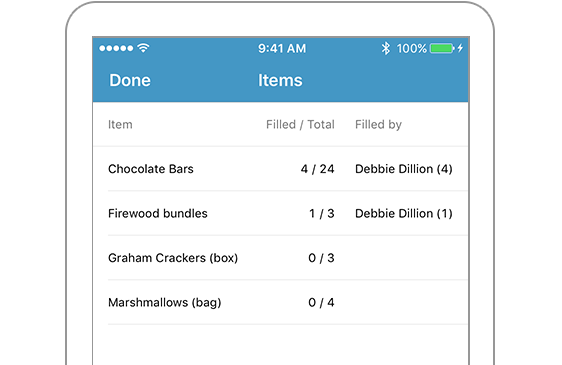 9:41 AM 100%
Done Items
Item Filled / Total Filled by
Chocolate Bars 4 / 24 Debbie Dillion (4)
Firewood bundles 1 / 3 Debbie Dillion (1)
Graham Crackers (box) 0 / 3
Marshmallows (bag) 0 / 4